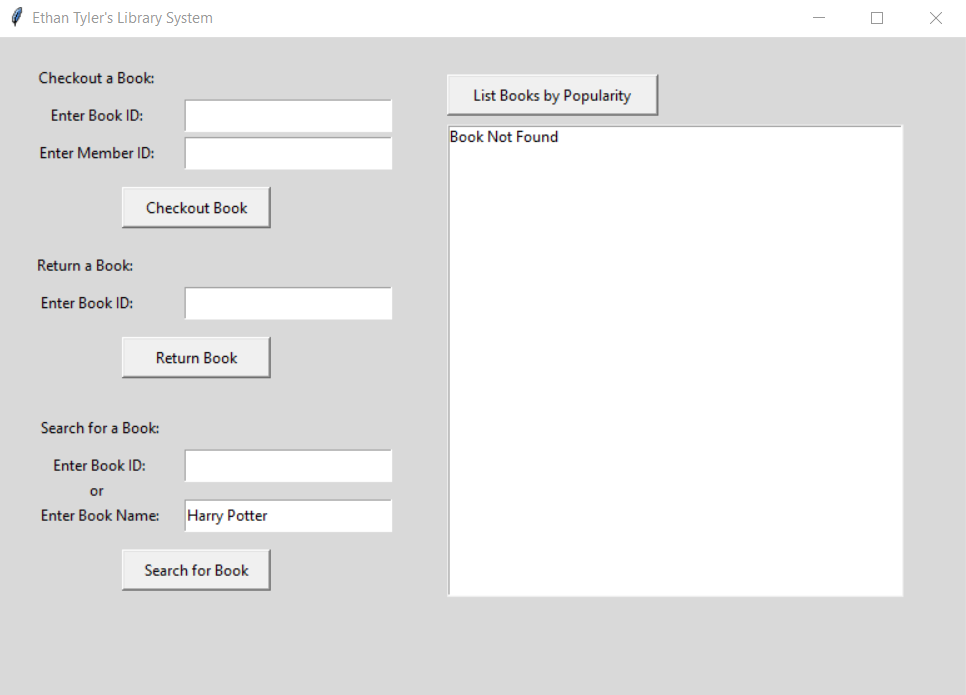 Ethan Tyler's Library System
Checkout a Book:
Enter Book ID:
Enter Member ID:
Checkout Book
Return a Book:
Enter Book ID:
Return Book
Search for a Book:
Enter Book ID:
or
Enter Book Name:
Harry Potter
Search for Book
List Books by Popularity
Book Not Found